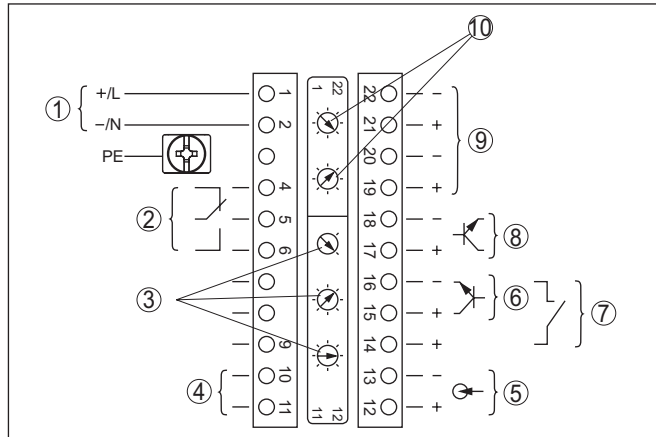 ⑩
① +/L 1 1 22 22 –
–/N 2 21 + ⑨
PE 20 –
4 19 +
② 5 18 – ⑧
6 17 +
③ 16 – ⑥ ⑦
15 +
9 14 +
④ 10 13 – ⑤
11 11 12 12 +